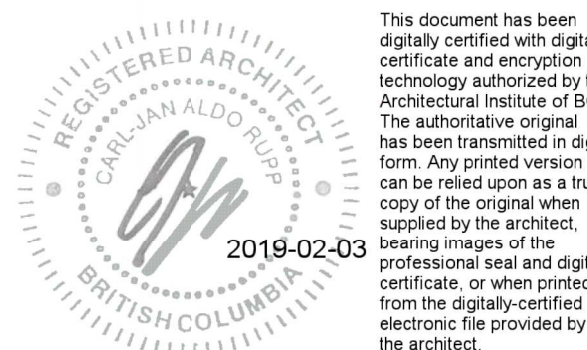 REGISTERED ARCHITECT
CARL-JAN ALDO RUPP
2019-02-03
BRITISH COLUMBIA
This document has been
digitally certified with
certificate and encryption
technology authorized by
Architectural Institute of
The authoritative original
has been transmitted in
form. Any printed version
can be relied upon as a
copy of the original when
supplied by the architect,
bearing images of the
professional seal and
certificate, or when
from the digitally-certified
electronic file provided by
the architect.